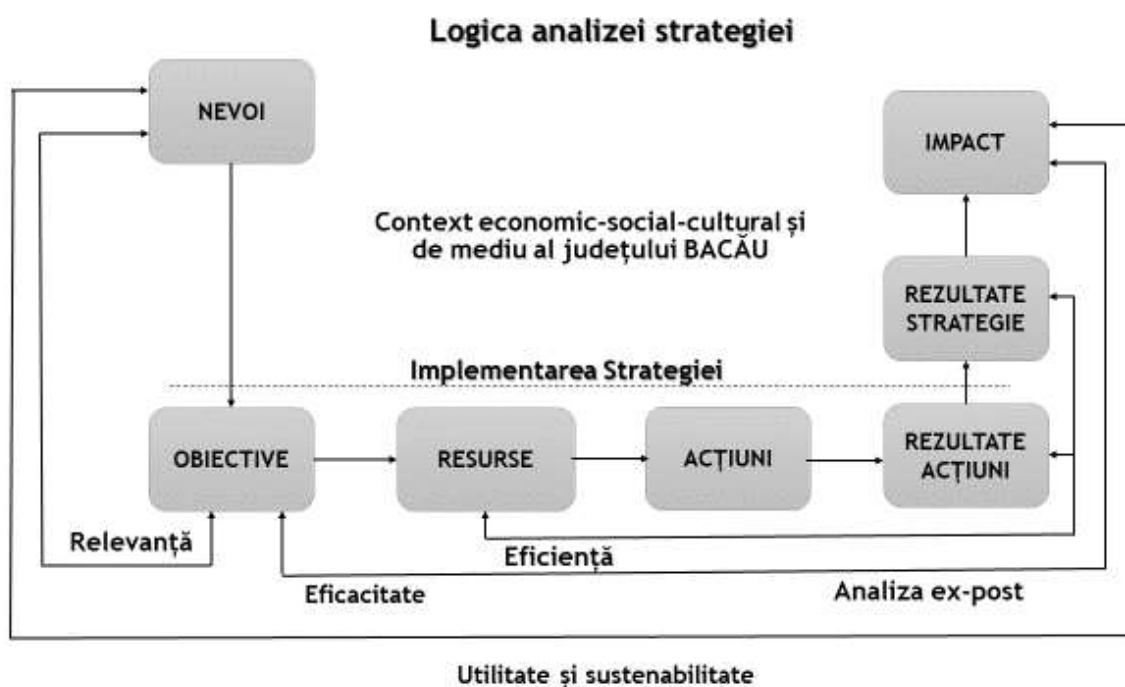 Logica analizei strategiei
NEVOI
IMPACT
Context economic-social-cultural și
de mediu al județului BACĂU
REZULTATE
STRATEGIE
Implementarea Strategiei
OBIECTIVE
RESURSE
ACȚIUNI
REZULTATE
ACȚIUNI
Relevanță
Eficiență
Eficacitate
Analiza ex-post
Utilitate și sustenabilitate